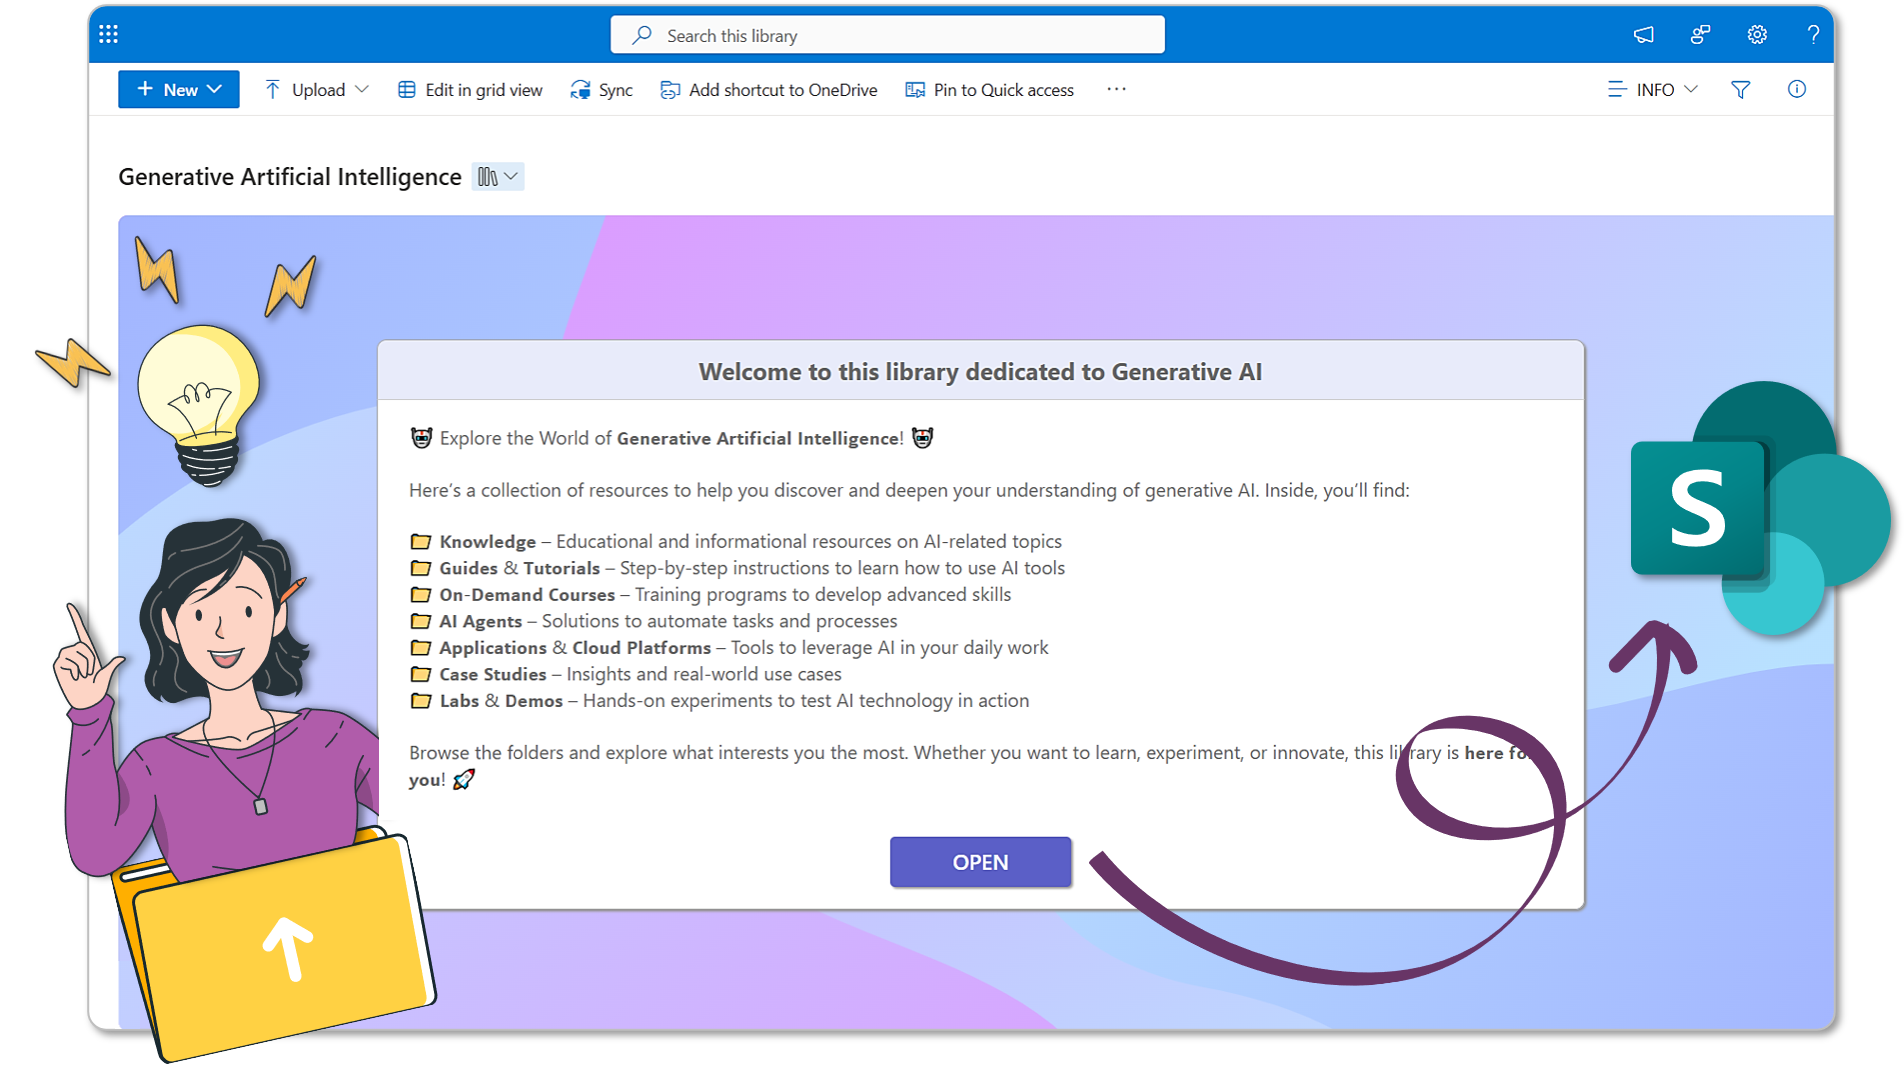 Search this library
?
+ New
Upload
Edit in grid view
Sync
Add shortcut to OneDrive
Pin to Quick access
...
INFO
Generative Artificial Intelligence
Welcome to this library dedicated to Generative AI
🤖 Explore the World of Generative Artificial Intelligence! 🤖
Here’s a collection of resources to help you discover and deepen your understanding of generative AI. Inside, you’ll find:
📁 Knowledge – Educational and informational resources on AI-related topics
📁 Guides & Tutorials – Step-by-step instructions to learn how to use AI tools
📁 On-Demand Courses – Training programs to develop advanced skills
📁 AI Agents – Solutions to automate tasks and processes
📁 Applications & Cloud Platforms – Tools to leverage AI in your daily work
📁 Case Studies – Insights and real-world use cases
📁 Labs & Demos – Hands-on experiments to test AI technology in action
Browse the folders and explore what interests you the most. Whether you want to learn, experiment, or innovate, this library is here for
you! 🚀
OPEN
S